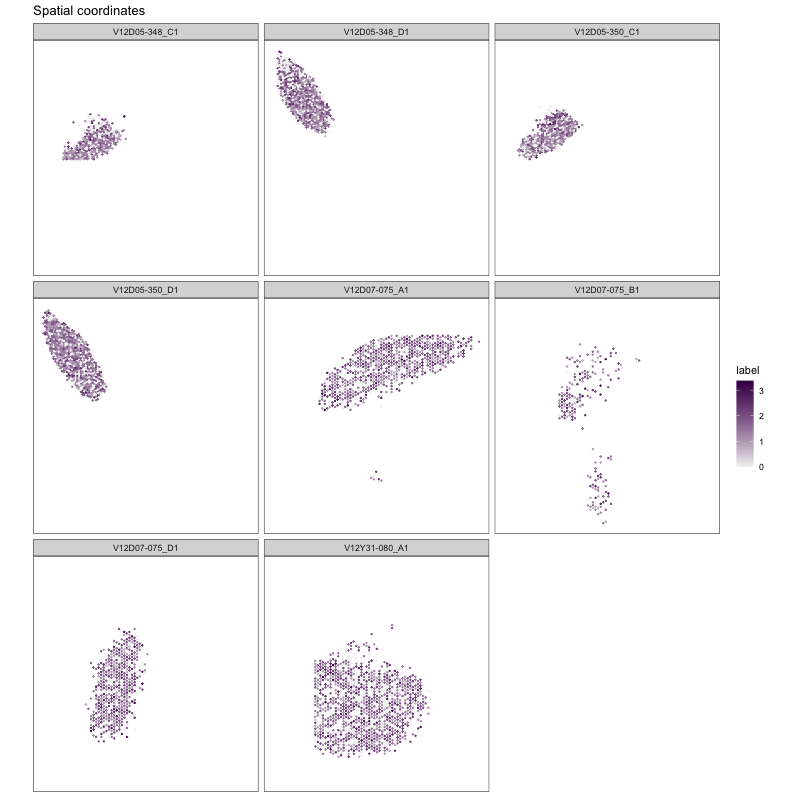 Spatial coordinates
V12D05-348_C1
V12D05-348_D1
V12D05-350_C1
V12D05-350_D1
V12D07-075_A1
V12D07-075_B1
V12D07-075_D1
V12Y31-080_A1
label
3
2
1
0